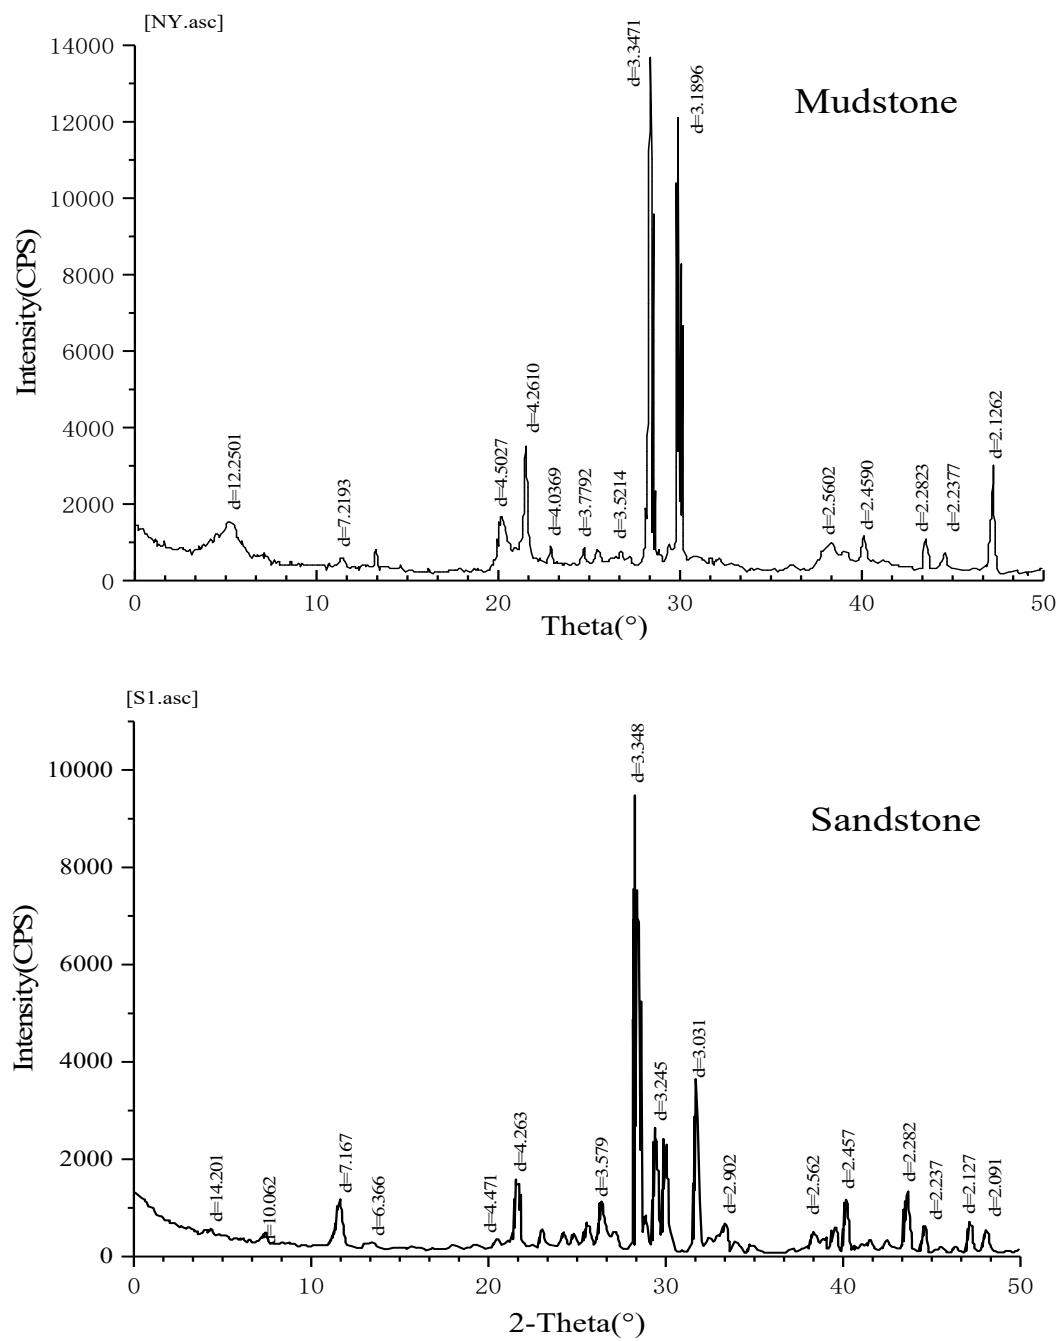 [NY.asc]
14000
12000
10000
8000
6000
4000
2000
0
Intensity(CPS)
Mudstone
d=12.2501
d=7.2193
d=4.5027
d=4.2610
d=4.0369
d=3.7792
d=3.5214
d=3.3471
d=3.1896
d=2.5602
d=2.4590
d=2.2823
d=2.2377
d=2.1262
0 10 20 30 40 50
Theta(°)
[S1.asc]
10000
8000
6000
4000
2000
0
Intensity(CPS)
Sandstone
d=14.201
d=10.062
d=7.167
d=6.366
d=4.471
d=4.263
d=3.579
d=3.348
d=3.245
d=3.031
d=2.902
d=2.562
d=2.457
d=2.282
d=2.237
d=2.127
d=2.091
0 10 20 30 40 50
2-Theta(°)